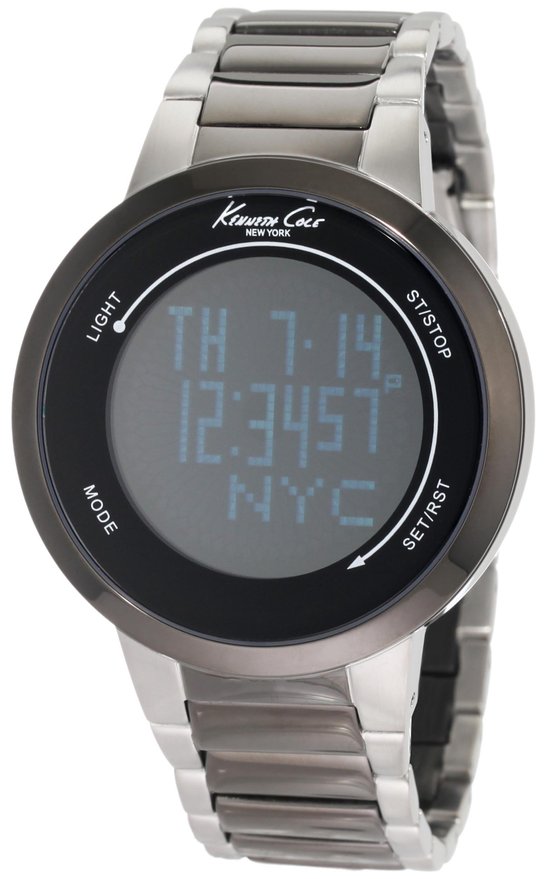 KENNETH COLE
NEW YORK
LIGHT
ST/STOP
TH 7·14
P
12:3457
NYC
MODE
SET/RST